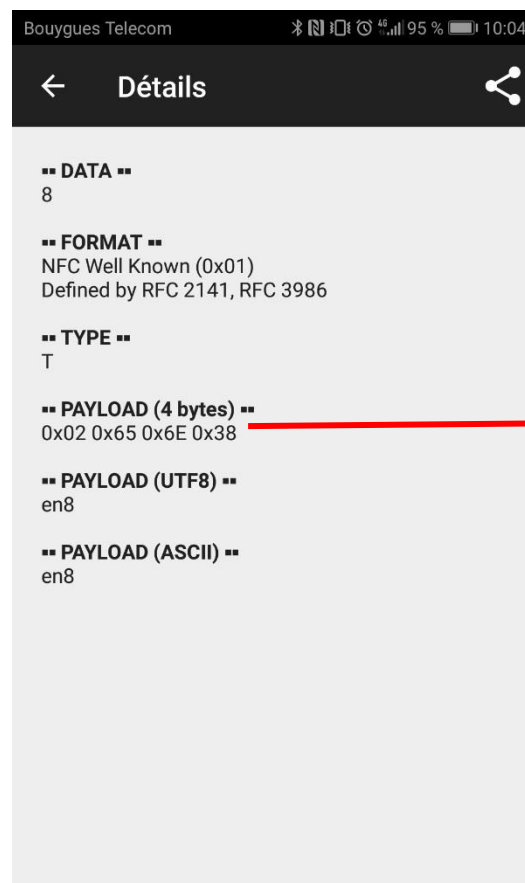 Bouygues Telecom 4G 95 % 10:04
Détails
-- DATA --
8
-- FORMAT --
NFC Well Known (0x01)
Defined by RFC 2141, RFC 3986
-- TYPE --
T
-- PAYLOAD (4 bytes) --
0x02 0x65 0x6E 0x38
-- PAYLOAD (UTF8) --
en8
-- PAYLOAD (ASCII) --
en8